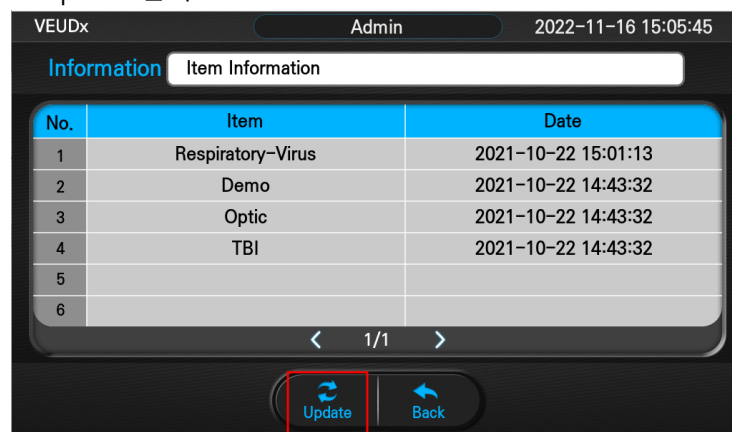 VEUDx Admin 2022-11-16 15:05:45
Information Item Information
No. Item Date
1 Respiratory-Virus 2021-10-22 15:01:13
2 Demo 2021-10-22 14:43:32
3 Optic 2021-10-22 14:43:32
4 TBI 2021-10-22 14:43:32
5
6
< 1/1 >
Update Back